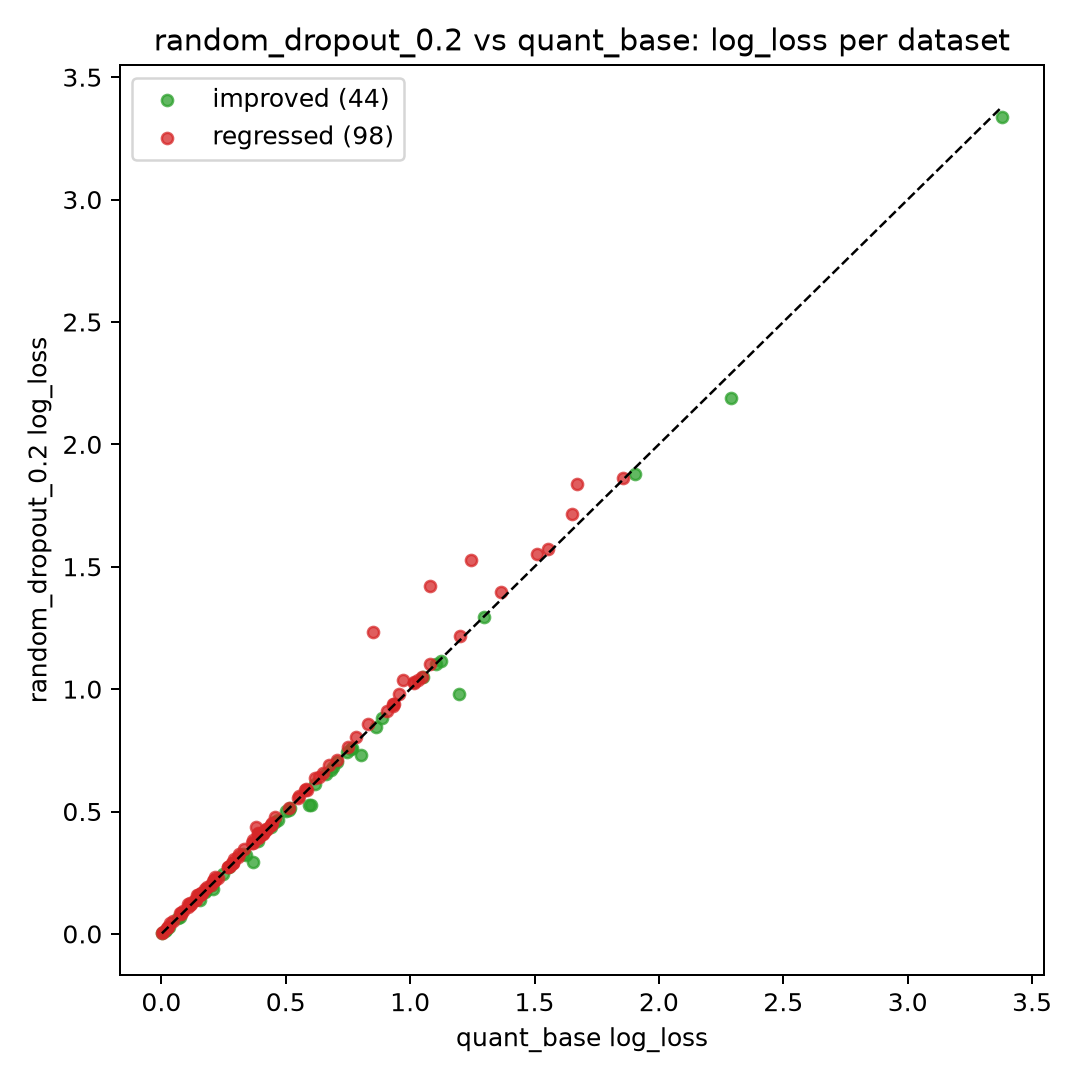 random_dropout_0.2 vs quant_base: log_loss per dataset
improved (44)
regressed (98)
random_dropout_0.2 log_loss
3.5
3.0
2.5
2.0
1.5
1.0
0.5
0.0
0.0 0.5 1.0 1.5 2.0 2.5 3.0 3.5
quant_base log_loss